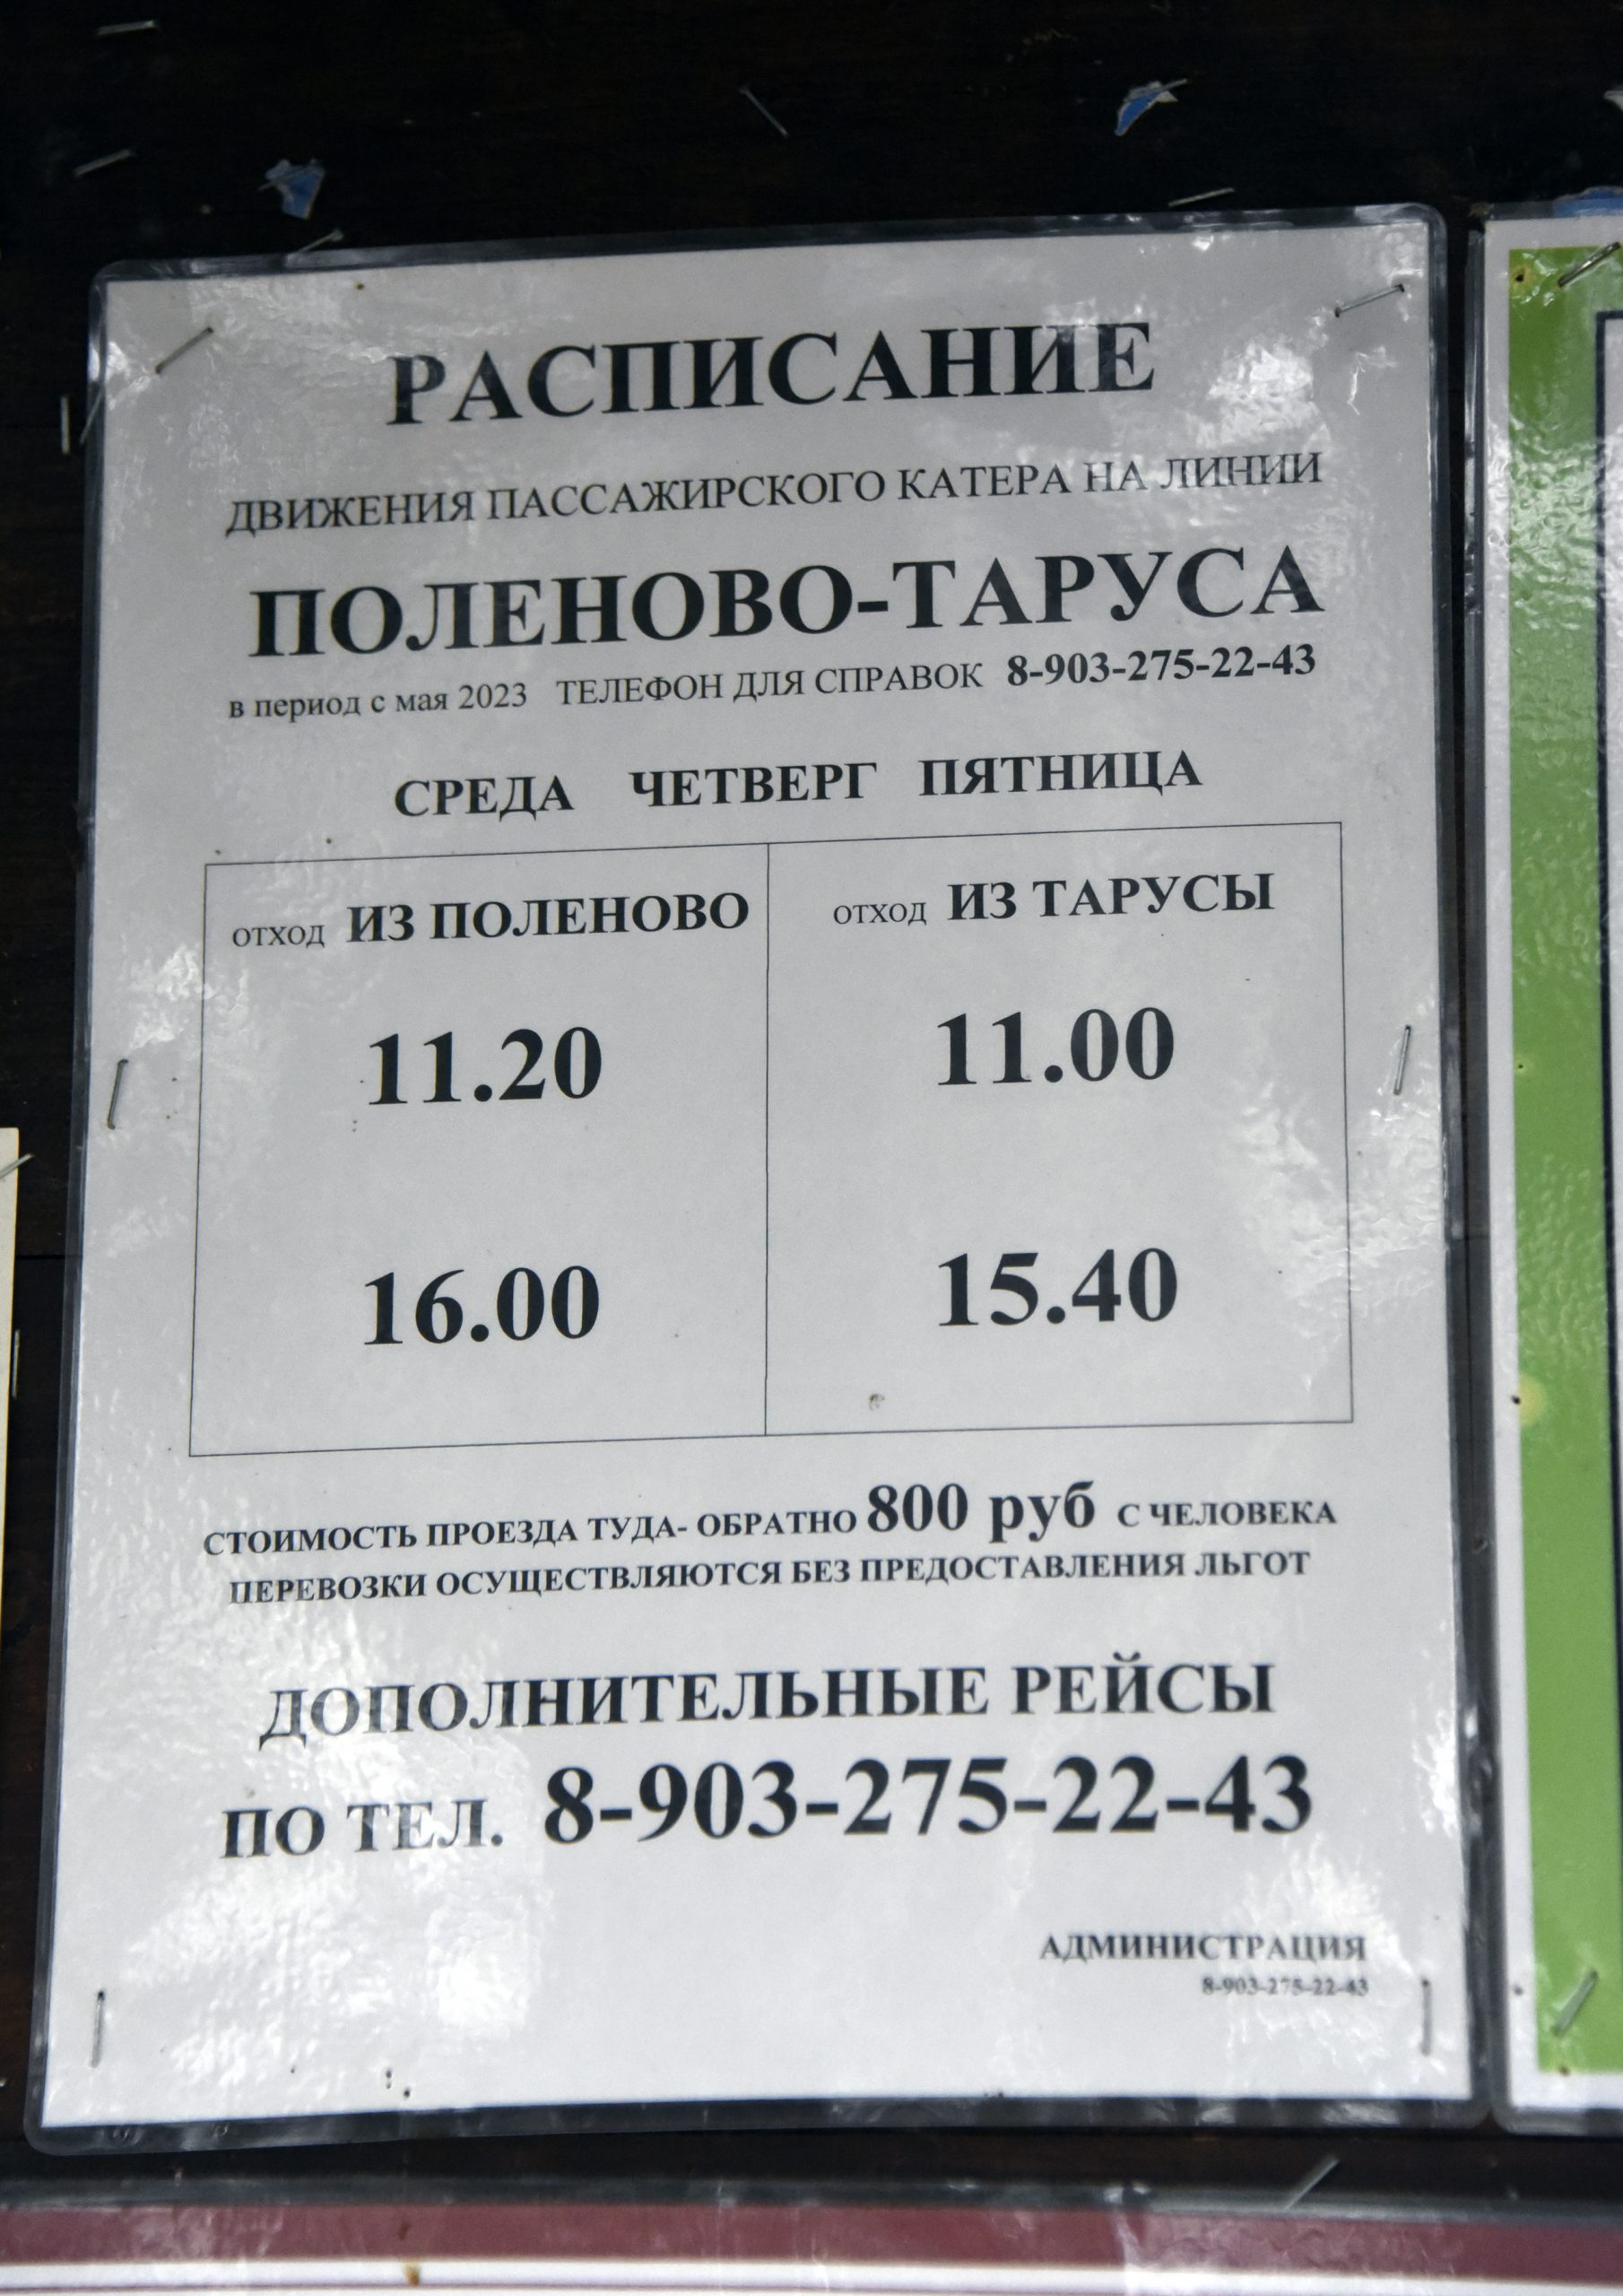 РАСПИСАНИЕ
ДВИЖЕНИЯ ПАССАЖИРСКОГО КАТЕРА НА ЛИНИИ
ПОЛЕНОВО-ТАРУСА
в период с мая 2023 ТЕЛЕФОН ДЛЯ СПРАВОК 8-903-275-22-43
СРЕДА ЧЕТВЕРГ ПЯТНИЦА
отход ИЗ ПОЛЕНОВО
отход ИЗ ТАРУСЫ
11.20
11.00
16.00
15.40
СТОИМОСТЬ ПРОЕЗДА ТУДА- ОБРАТНО 800 руб С ЧЕЛОВЕКА
ПЕРЕВОЗКИ ОСУЩЕСТВЛЯЮТСЯ БЕЗ ПРЕДОСТАВЛЕНИЯ ЛЬГОТ
ДОПОЛНИТЕЛЬНЫЕ РЕЙСЫ
ПО ТЕЛ. 8-903-275-22-43
АДМИНИСТРАЦИЯ
8-903-275-22-43